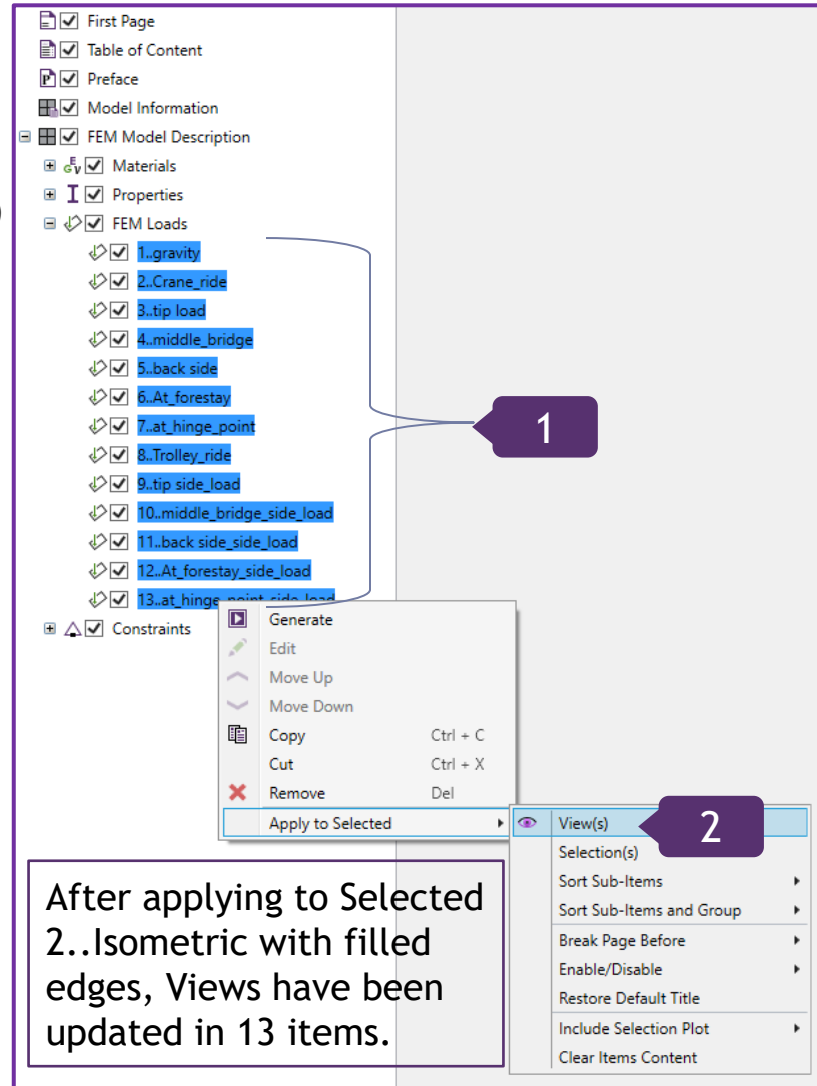 First Page
Table of Content
Preface
Model Information
FEM Model Description
Materials
Properties
FEM Loads
1..gravity
2..Crane_ride
3..tip load
4..middle_bridge
5..back side
6..At_forestay
7..at_hinge_point
8..Trolley_ride
9..tip side_load
10..middle_bridge_side_load
11..back side_side_load
12..At_forestay_side_load
13..at_hinge_point_side_load
Constraints
1
Generate
Edit
Move Up
Move Down
Copy Ctrl + C
Cut Ctrl + X
Remove Del
Apply to Selected
View(s)
2
Selection(s)
Sort Sub-Items
Sort Sub-Items and Group
Break Page Before
Enable/Disable
Restore Default Title
Include Selection Plot
Clear Items Content
After applying to Selected
2..Isometric with filled
edges, Views have been
updated in 13 items.